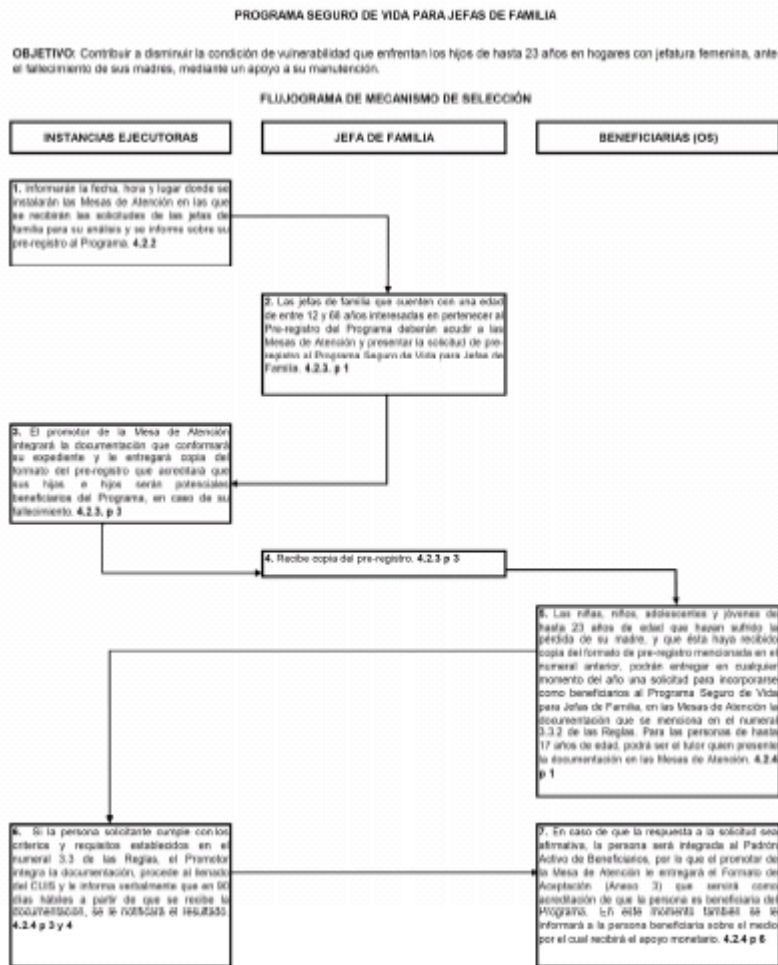 PROGRAMA SEGURO DE VIDA PARA JEFAS DE FAMILIA
OBJETIVO: Contribuir a disminuir la condición de vulnerabilidad que enfrentan los hijos de hasta 23 años en hogares con jefatura femenina, ante
el fallecimiento de sus madres, mediante un apoyo a su manutención.
FLUJOGRAMA DE MECANISMO DE SELECCIÓN
INSTANCIAS EJECUTORAS
JEFA DE FAMILIA
BENEFICIARIAS (OS)
1. Informarán la fecha, hora y lugar donde se
instalarán las Mesas de Atención en las que
se recibirán las solicitudes de las jefas de
familia para su análisis y se informe sobre su
pre-registro al Programa. 4.2.2
2. Las jefas de familia que cuenten con una edad
de entre 12 y 68 años interesadas en pertenecer al
Pre-registro del Programa deberán acudir a las
Mesas de Atención y presentar la solicitud de pre-
registro al Programa Seguro de Vida para Jefas de
Familia. 4.2.3. p 1
3. El promotor de la Mesa de Atención
integrará la documentación que conformará
su expediente y le entregará copia del
formato del pre-registro que acreditará que
sus hijas e hijos serán potenciales
beneficiarios del Programa, en caso de su
fallecimiento. 4.2.3. p 3
4. Recibe copia del pre-registro. 4.2.3 p 3
5. Las niñas, niños, adolescentes y jóvenes de
hasta 23 años de edad que hayan sufrido la
pérdida de su madre, y que ésta haya recibido
copia del formato de pre-registro mencionada en el
numeral anterior, podrán entregar en cualquier
momento del año una solicitud para incorporarse
como beneficiarios al Programa Seguro de Vida
para Jefas de Familia, en las Mesas de Atención la
documentación que se menciona en el numeral
3.3.2 de las Reglas. Para las personas de hasta
17 años de edad, podrá ser el tutor quien presente
la documentación en las Mesas de Atención. 4.2.4
p 1
6. Si la persona solicitante cumple con los
criterios y requisitos establecidos en el
numeral 3.3 de las Reglas, el Promotor
integra la documentación, procede al llenado
del CUIS y le informa verbalmente que en 90
días hábiles a partir de que se recibe la
documentación, se le notificará el resultado.
4.2.4 p 3 y 4
7. En caso de que la respuesta a la solicitud sea
afirmativa, la persona será integrada al Padrón
Activo de Beneficiarios, por lo que el promotor de
la Mesa de Atención le entregará el Formato de
Aceptación (Anexo 3) que servirá como
acreditación de que la persona es beneficiaria del
Programa. En este momento también se le
informará a la persona beneficiaria sobre el medio
por el cual recibirá el apoyo monetario. 4.2.4 p 6